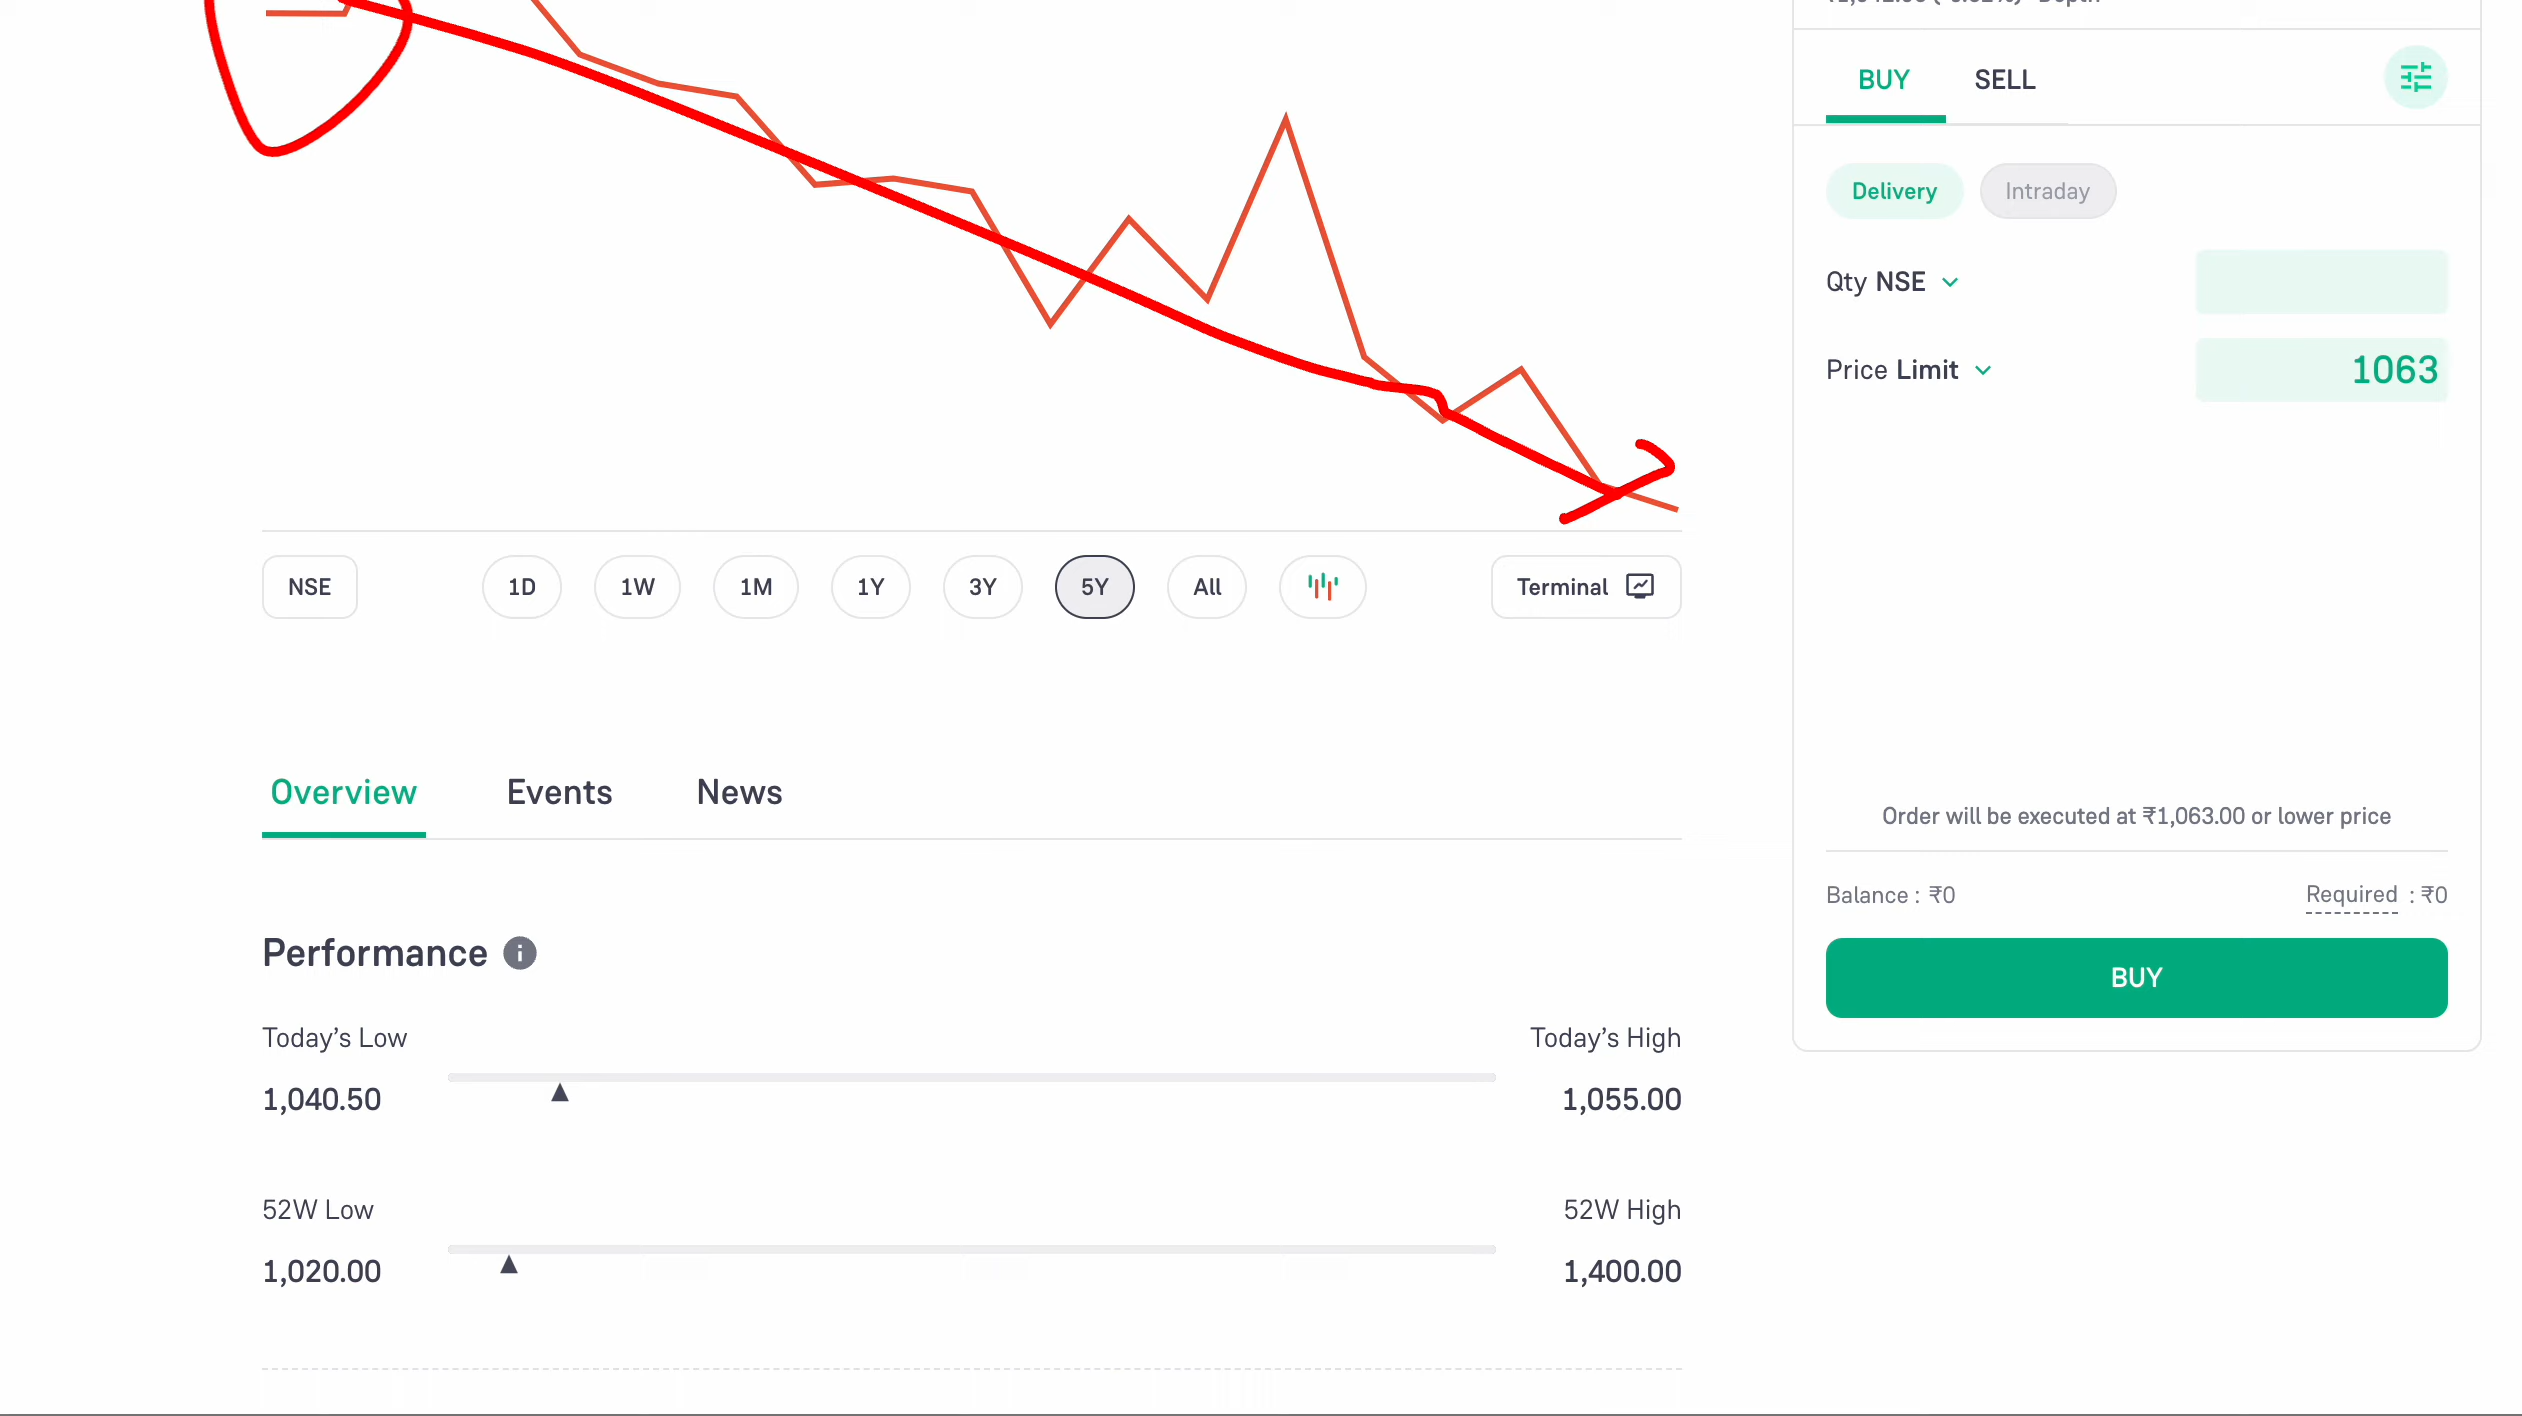 BUY SELL
Delivery Intraday
Qty NSE
Price Limit 1063
NSE 1D 1W 1M 1Y 3Y 5Y All Terminal
Overview Events News
Order will be executed at ₹1,063.00 or lower price
Balance : ₹0 Required : ₹0
BUY
Performance
Today's Low Today's High
1,040.50 1,055.00
52W Low 52W High
1,020.00 1,400.00